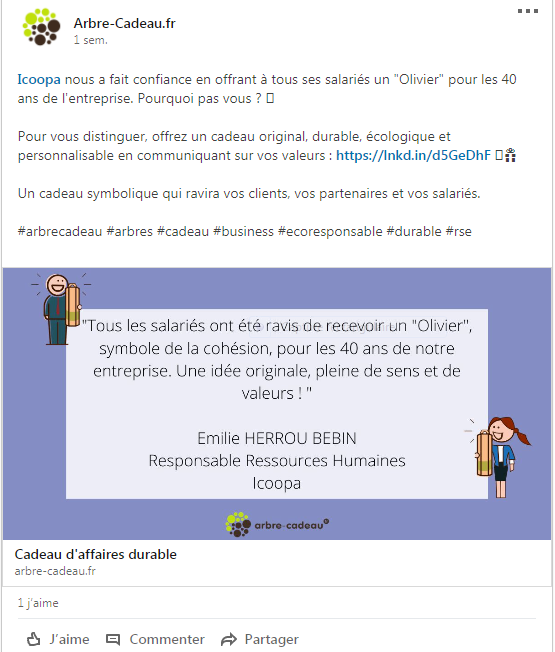 Arbre-Cadeau.fr
1 sem.
Icoopa nous a fait confiance en offrant à tous ses salariés un "Olivier" pour les 40
ans de l'entreprise. Pourquoi pas vous ?
Pour vous distinguer, offrez un cadeau original, durable, écologique et
personnalisable en communiquant sur vos valeurs : https://lnkd.in/d5GeDhF
Un cadeau symbolique qui ravira vos clients, vos partenaires et vos salariés.
#arbrecadeau #arbres #cadeau #business #ecoresponsable #durable #rse
"Tous les salariés ont été ravis de recevoir un "Olivier",
symbole de la cohésion, pour les 40 ans de notre
entreprise. Une idée originale, pleine de sens et de
valeurs ! "
Emilie HERROU BEBIN
Responsable Ressources Humaines
Icoopa
arbre-cadeau
Cadeau d'affaires durable
arbre-cadeau.fr
1 j'aime
J'aime Commenter Partager